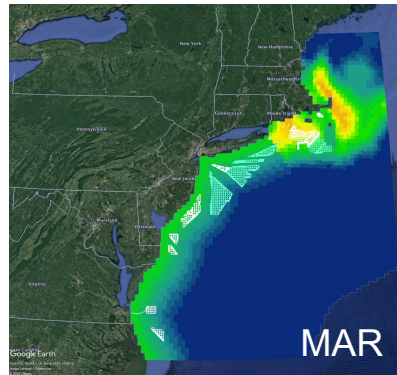 New York
New Hampshire
Massachusetts
Connecticut
Rhode Island
Pennsylvania
New Jersey
Maryland
Delaware
Virginia
Google Earth
MAR